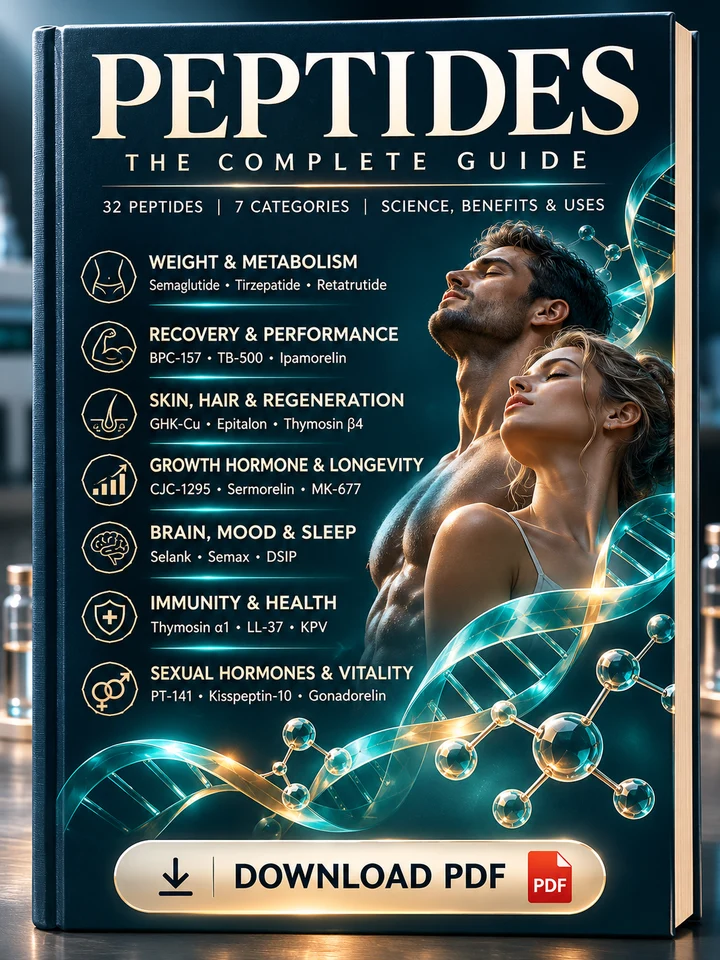 PEPTIDES
THE COMPLETE GUIDE
32 PEPTIDES | 7 CATEGORIES | SCIENCE, BENEFITS & USES
WEIGHT & METABOLISM
Semaglutide • Tirzepatide • Retatrutide
RECOVERY & PERFORMANCE
BPC-157 • TB-500 • Ipamorelin
SKIN, HAIR & REGENERATION
GHK-Cu • Epitalon • Thymosin β4
GROWTH HORMONE & LONGEVITY
CJC-1295 • Sermorelin • MK-677
BRAIN, MOOD & SLEEP
Selank • Semax • DSIP
IMMUNITY & HEALTH
Thymosin α1 • LL-37 • KPV
SEXUAL HORMONES & VITALITY
PT-141 • Kisspeptin-10 • Gonadorelin
DOWNLOAD PDF
PDF